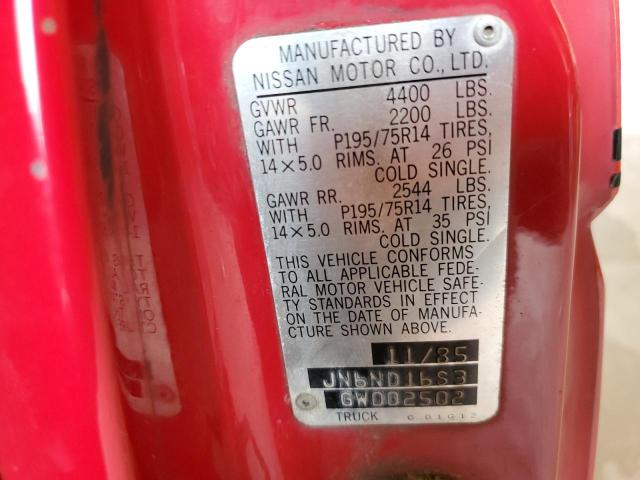 MANUFACTURED BY
NISSAN MOTOR CO., LTD.
GVWR 4400 LBS.
GAWR FR. 2200 LBS.
WITH P195/75R14 TIRES,
14×5.0 RIMS. AT 26 PSI
COLD SINGLE.
GAWR RR. 2544 LBS.
WITH P195/75R14 TIRES,
14×5.0 RIMS. AT 35 PSI
COLD SINGLE.
THIS VEHICLE CONFORMS
TO ALL APPLICABLE FEDE-
RAL MOTOR VEHICLE SAFE-
TY STANDARDS IN EFFECT
ON THE DATE OF MANUFA-
CTURE SHOWN ABOVE.
11/85
JN6ND16S3
GW002502
TRUCK C 01G12